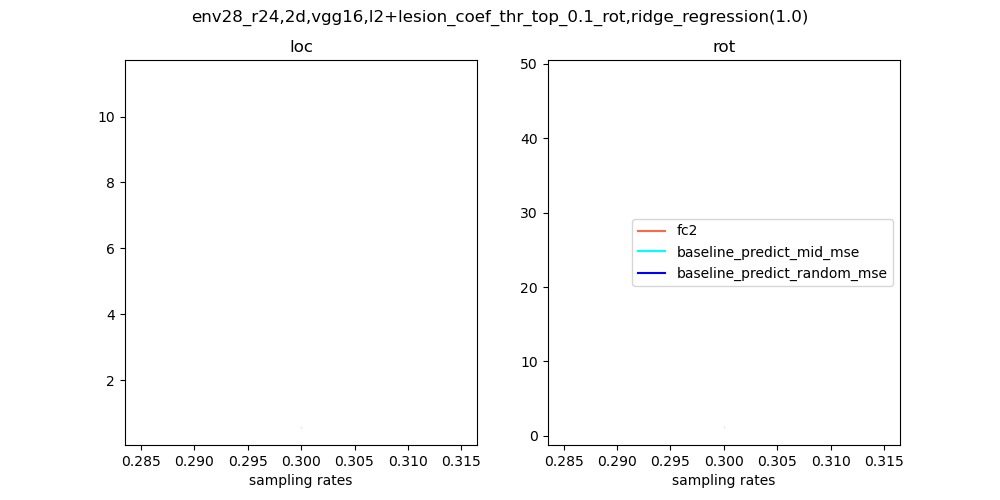 env28_r24,2d,vgg16,l2+lesion_coef_thr_top_0.1_rot,ridge_regression(1.0)
loc
10
8
6
4
2
0.285 0.290 0.295 0.300 0.305 0.310 0.315
sampling rates
rot
50
40
30
20
10
0
fc2
baseline_predict_mid_mse
baseline_predict_random_mse
0.285 0.290 0.295 0.300 0.305 0.310 0.315
sampling rates